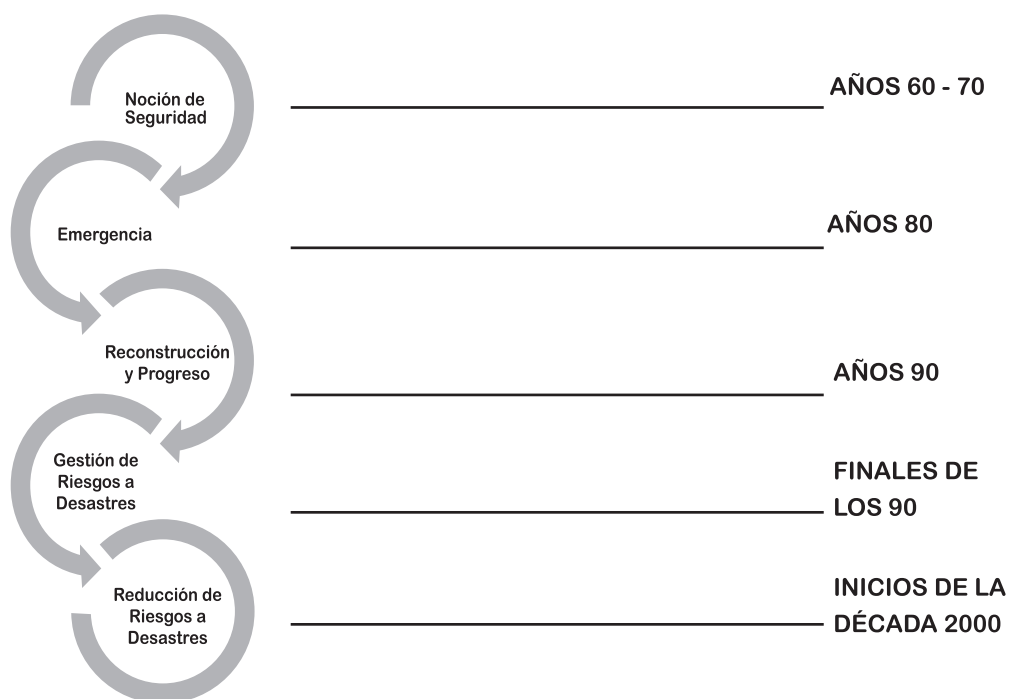 Noción de
Seguridad
AÑOS 60 - 70
Emergencia
AÑOS 80
Reconstrucción
y Progreso
AÑOS 90
Gestión de
Riesgos a
Desastres
FINALES DE
LOS 90
Reducción de
Riesgos a
Desastres
INICIOS DE LA
DÉCADA 2000